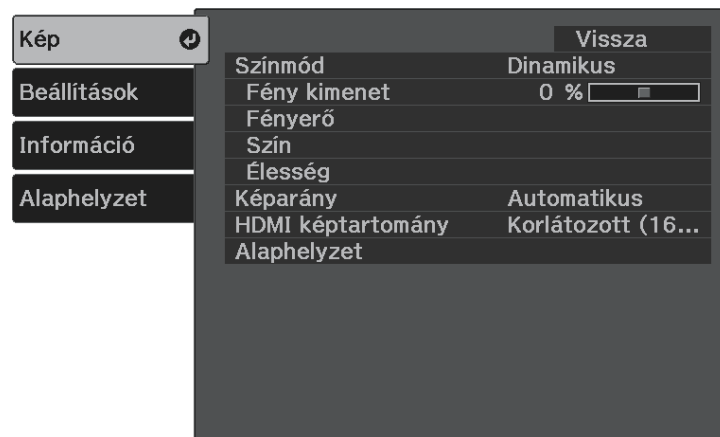 Kép
Beállítások
Információ
Alaphelyzet
Vissza
Színmód Dinamikus
Fény kimenet 0 %
Fényerő
Szín
Élesség
Képarány Automatikus
HDMI képtartomány Korlátozott (16...
Alaphelyzet